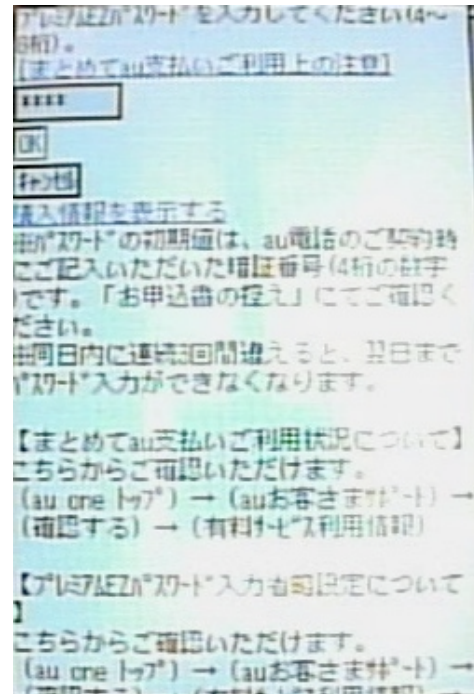 プレミアムEZパスワードを入力してください(4～
8桁)。
[まとめてau支払いご利用上の注意]
****
OK
キャンセル
購入情報を表示する
※パスワードの初期値は、au電話のご契約時
にご記入いただいた暗証番号(4桁の数字
)です。「お申込書の控え」にてご確認く
ださい。
※同日内に連続3回間違えると、翌日まで
パスワード入力ができなくなります。
【まとめてau支払いご利用状況について】
こちらからご確認いただけます。
(au one トップ) → (auお客さまサポート) →
(確認する) → (有料サービス利用情報)
【プレミアムEZパスワード入力省略設定について
】
こちらからご確認いただけます。
(au one トップ) → (auお客さまサポート) →